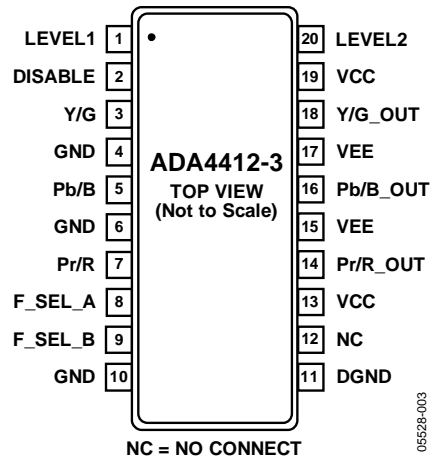 LEVEL1 1 20 LEVEL2
DISABLE 2 19 VCC
Y/G 3 18 Y/G_OUT
GND 4 17 VEE
Pb/B 5 16 Pb/B_OUT
GND 6 15 VEE
Pr/R 7 14 Pr/R_OUT
F_SEL_A 8 13 VCC
F_SEL_B 9 12 NC
GND 10 11 DGND
ADA4412-3
TOP VIEW
(Not to Scale)
NC = NO CONNECT
05528-003